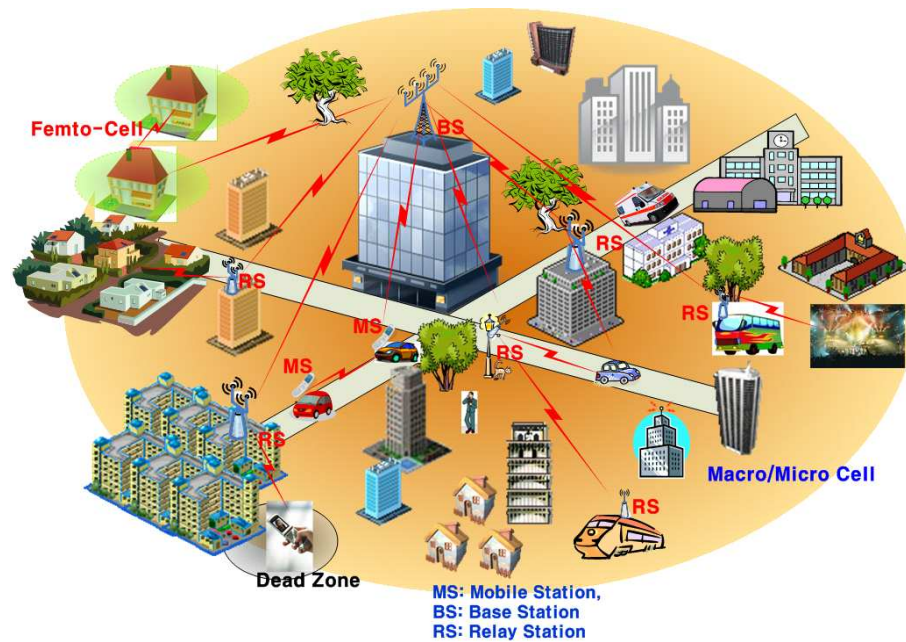 BS
Femto-Cell
RS
RS
RS
MS
MS
RS
RS
Macro/Micro Cell
RS
Dead Zone
MS: Mobile Station,
BS: Base Station
RS: Relay Station